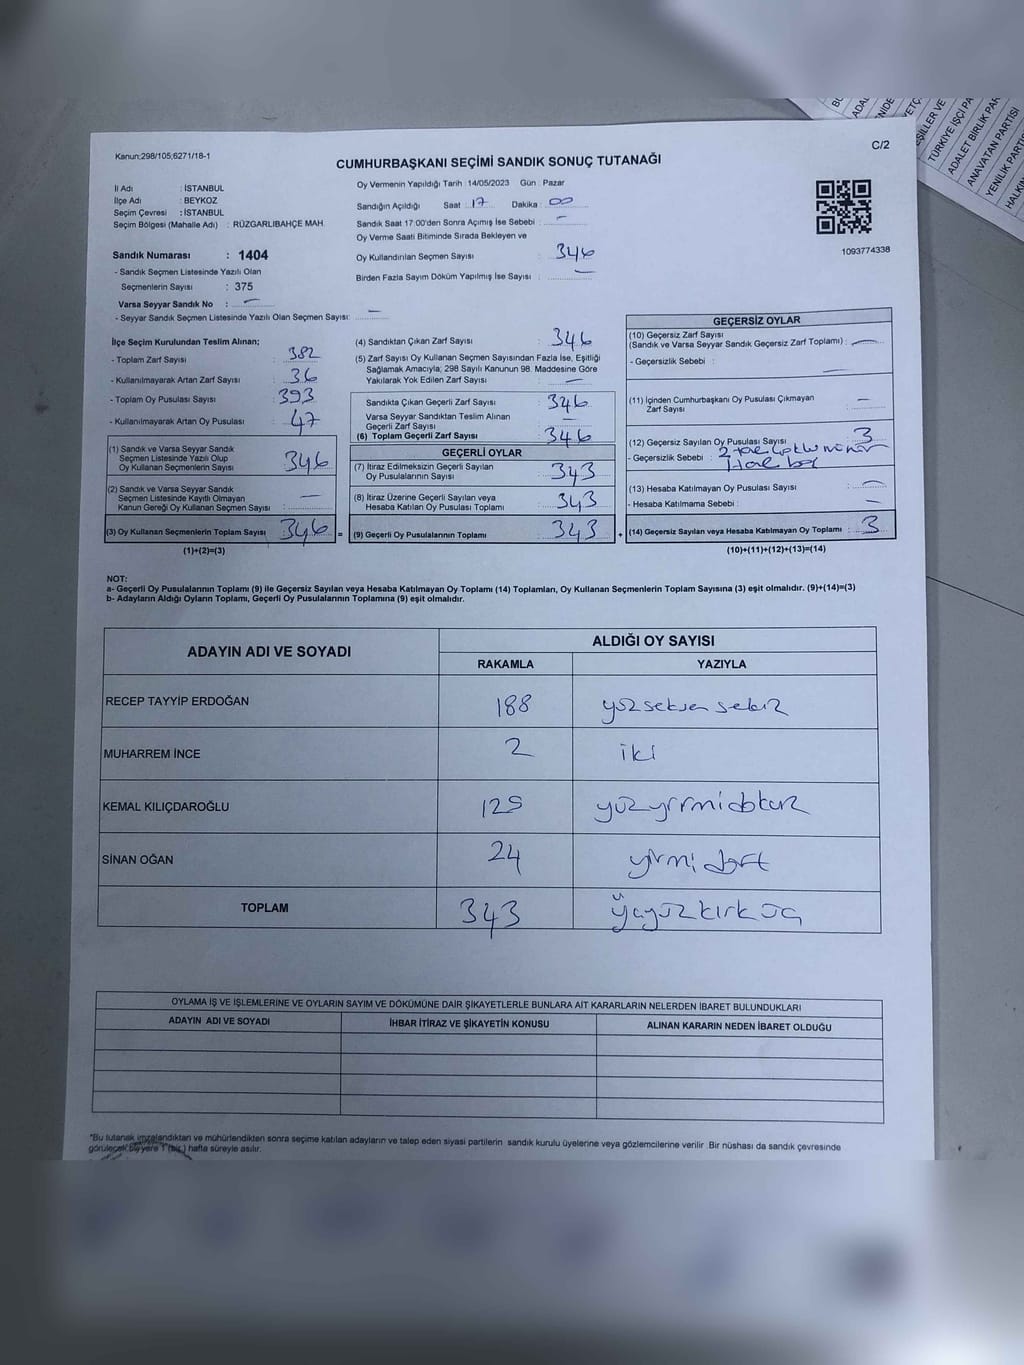 BU
ADAL
NIDE
YETÇ
EŞİLLER VE
TÜRKİYE İŞÇİ PA
ADALET BİRLİK PAR
ANAVATAN PARTİSİ
YENİLİK PARTİ
HALKIN
Kanun:298/105;6271/18-1
C/2
CUMHURBAŞKANI SEÇİMİ SANDIK SONUÇ TUTANAĞI
İl Adı : İSTANBUL
İlçe Adı : BEYKOZ
Seçim Çevresi : İSTANBUL
Seçim Bölgesi (Mahalle Adı) : RÜZGARLIBAHÇE MAH.
Sandık Numarası : 1404
- Sandık Seçmen Listesinde Yazılı Olan
Seçmenlerin Sayısı : 375
Varsa Seyyar Sandık No : —
- Seyyar Sandık Seçmen Listesinde Yazılı Olan Seçmen Sayısı: —
Oy Vermenin Yapıldığı Tarih :14/05/2023 Gün : Pazar
Sandığın Açıldığı Saat : 17 Dakika : 00
Sandık Saat 17:00'den Sonra Açımış İse Sebebi : —
Oy Verme Saati Bitiminde Sırada Bekleyen ve
Oy Kullandırılan Seçmen Sayısı : 346
Birden Fazla Sayım Döküm Yapılmış İse Sayısı : —
1093774338
İlçe Seçim Kurulundan Teslim Alınan;
- Toplam Zarf Sayısı : 382
- Kullanılmayarak Artan Zarf Sayısı : 36
- Toplam Oy Pusulası Sayısı : 393
- Kullanılmayarak Artan Oy Pusulası : 47
(1) Sandık ve Varsa Seyyar Sandık
Seçmen Listesinde Yazılı Olup
Oy Kullanan Seçmenlerin Sayısı : 346
(2) Sandık ve Varsa Seyyar Sandık
Seçmen Listesinde Kayıtlı Olmayan
Kanun Gereği Oy Kullanan Seçmen Sayısı : —
(3) Oy Kullanan Seçmenlerin Toplam Sayısı : 346 =
(1)+(2)=(3)
(4) Sandıktan Çıkan Zarf Sayısı : 346
(5) Zarf Sayısı Oy Kullanan Seçmen Sayısından Fazla İse, Eşitliği
Sağlamak Amacıyla; 298 Sayılı Kanunun 98. Maddesine Göre
Yakılarak Yok Edilen Zarf Sayısı : —
Sandıkta Çıkan Geçerli Zarf Sayısı : 346
Varsa Seyyar Sandıktan Teslim Alınan
Geçerli Zarf Sayısı : —
(6) Toplam Geçerli Zarf Sayısı : 346
GEÇERLİ OYLAR
(7) İtiraz Edilmeksizin Geçerli Sayılan
Oy Pusulalarının Sayısı : 343
(8) İtiraz Üzerine Geçerli Sayılan veya
Hesaba Katılan Oy Pusulası Toplamı : 343
(9) Geçerli Oy Pusulalarının Toplamı : 343 +
GEÇERSİZ OYLAR
(10) Geçersiz Zarf Sayısı
(Sandık ve Varsa Seyyar Sandık Geçersiz Zarf Toplamı) : —
- Geçersizlik Sebebi : —
(11) İçinden Cumhurbaşkanı Oy Pusulası Çıkmayan
Zarf Sayısı : —
(12) Geçersiz Sayılan Oy Pusulası Sayısı : 3
- Geçersizlik Sebebi : 2 tae
1 tae boş
(13) Hesaba Katılmayan Oy Pusulası Sayısı : —
- Hesaba Katılmama Sebebi : —
(14) Geçersiz Sayılan veya Hesaba Katılmayan Oy Toplamı : 3
(10)+(11)+(12)+(13)=(14)
NOT:
a- Geçerli Oy Pusulalarının Toplamı (9) ile Geçersiz Sayılan veya Hesaba Katılmayan Oy Toplamı (14) Toplamları, Oy Kullanan Seçmenlerin Toplam Sayısına (3) eşit olmalıdır. (9)+(14)=(3)
b- Adayların Aldığı Oyların Toplamı, Geçerli Oy Pusulalarının Toplamına (9) eşit olmalıdır.
ADAYIN ADI VE SOYADI ALDIĞI OY SAYISI
RAKAMLA YAZIYLA
RECEP TAYYİP ERDOĞAN 188 yüz seksen sekiz
MUHARREM İNCE 2 iki
KEMAL KILIÇDAROĞLU 129 yüz yirmi dokuz
SİNAN OĞAN 24 yirmi dört
TOPLAM 343 Üçyüz kırk üç
OYLAMA İŞ VE İŞLEMLERİNE VE OYLARIN SAYIM VE DÖKÜMÜNE DAİR ŞİKAYETLERLE BUNLARA AİT KARARLARIN NELERDEN İBARET BULUNDUKLARI
ADAYIN ADI VE SOYADI İHBAR İTİRAZ VE ŞİKAYETİN KONUSU ALINAN KARARIN NEDEN İBARET OLDUĞU
*Bu tutanak imzalandıktan ve mühürlendikten sonra seçime katılan adayların ve talep eden siyasi partilerin sandık kurulu üyelerine veya gözlemcilerine verilir .Bir nüshası da sandık çevresinde
görülecek bir yere 1 (bir) hafta süreyle asılır.